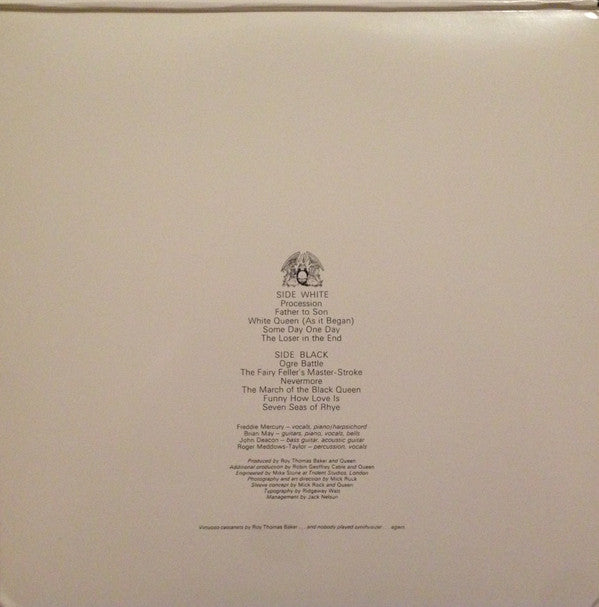 Q
SIDE WHITE
Procession
Father to Son
White Queen (As it Began)
Some Day One Day
The Loser in the End
SIDE BLACK
Ogre Battle
The Fairy Feller's Master-Stroke
Nevermore
The March of the Black Queen
Funny How Love Is
Seven Seas of Rhye
Freddie Mercury – vocals, piano/harpsichord
Brian May – guitars, piano, vocals, bells
John Deacon – bass guitar, acoustic guitar
Roger Meddows-Taylor – percussion, vocals
Produced by Roy Thomas Baker and Queen
Additional production by Robin Geoffrey Cable and Queen
Engineered by Mike Stone at Trident Studios, London
Photography and art direction by Mick Rock
Sleeve concept by Mick Rock and Queen
Typography by Ridgeway Watt
Management by Jack Nelson
Virtuoso castanets by Roy Thomas Baker ... and nobody played synthesizer ... again